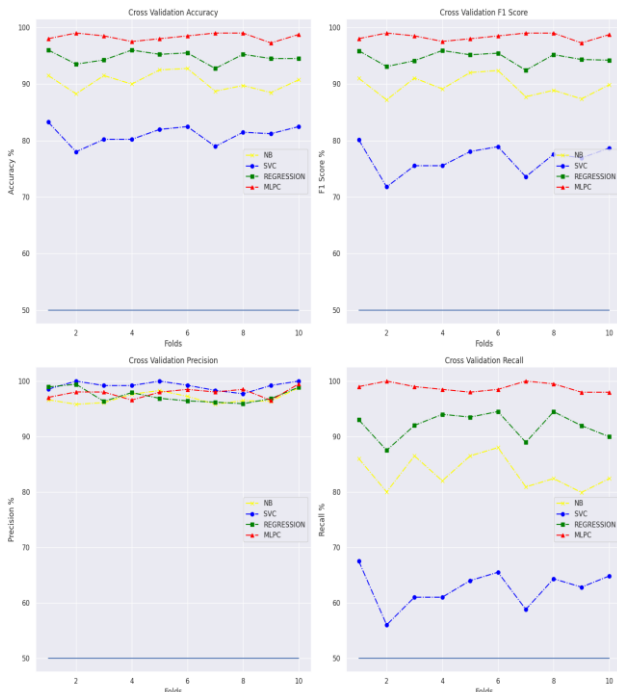 Cross Validation Accuracy
100
90
80
70
60
50
Accuracy %
NB
SVC
REGRESSION
MLPC
2
4
6
8
10
Folds
Cross Validation F1 Score
100
90
80
70
60
50
F1 Score %
NB
SVC
REGRESSION
MLPC
2
4
6
8
10
Folds
Cross Validation Precision
100
90
80
70
60
50
Precision %
NB
SVC
REGRESSION
MLPC
2
4
6
8
10
Folds
Cross Validation Recall
100
90
80
70
60
50
Recall %
NB
SVC
REGRESSION
MLPC
2
4
6
8
10
Folds